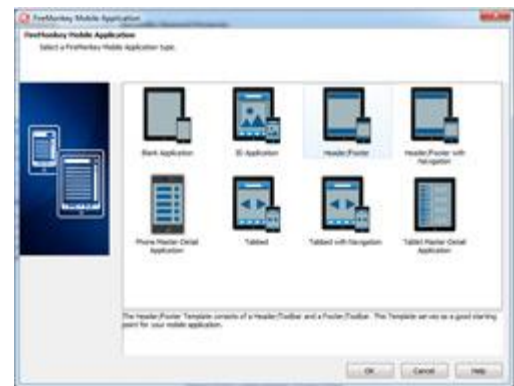 FireMonkey Mobile Application
FireMonkey Mobile Application
Select a FireMonkey Mobile Application type.
Blank Application
3D Application
Header/Footer
Header/Footer with
Navigation
Phone Master-Detail
Application
Tabbed
Tabbed with Navigation
Tablet Master-Detail
Application
The Header/Footer Template consists of a Header/Toolbar and a Footer/Toolbar. This Template serves as a good starting
point for your mobile application.
OK
Cancel
Help